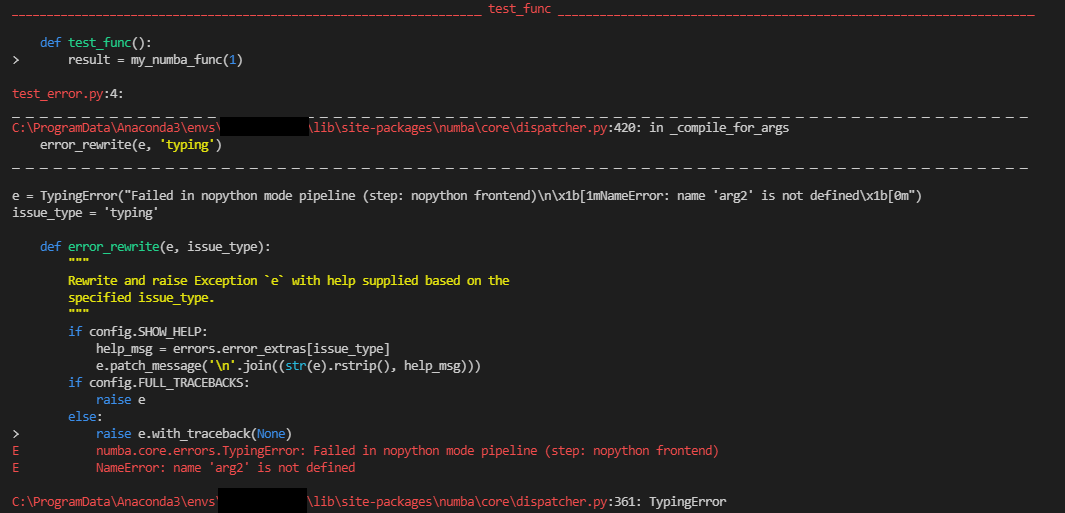 ____________________________________________________________________ test_func _____________________________________________________________________
    def test_func():
>       result = my_numba_func(1)
test_error.py:4:
_ _ _ _ _ _ _ _ _ _ _ _ _ _ _ _ _ _ _ _ _ _ _ _ _ _ _ _ _ _ _ _ _ _ _ _ _ _ _ _ _ _ _ _ _ _ _ _ _ _ _ _ _ _ _ _ _ _ _ _ _ _ _ _ _ _ _ _ _ _ _ _ _ _
C:\ProgramData\Anaconda3\envs\ \lib\site-packages\numba\core\dispatcher.py:420: in _compile_for_args
    error_rewrite(e, 'typing')
_ _ _ _ _ _ _ _ _ _ _ _ _ _ _ _ _ _ _ _ _ _ _ _ _ _ _ _ _ _ _ _ _ _ _ _ _ _ _ _ _ _ _ _ _ _ _ _ _ _ _ _ _ _ _ _ _ _ _ _ _ _ _ _ _ _ _ _ _ _ _ _ _ _
e = TypingError("Failed in nopython mode pipeline (step: nopython frontend)\n\x1b[1mNameError: name 'arg2' is not defined\x1b[0m")
issue_type = 'typing'
    def error_rewrite(e, issue_type):
        """
        Rewrite and raise Exception `e` with help supplied based on the
        specified issue_type.
        """
        if config.SHOW_HELP:
            help_msg = errors.error_extras[issue_type]
            e.patch_message('\n'.join((str(e).rstrip(), help_msg)))
        if config.FULL_TRACEBACKS:
            raise e
        else:
>           raise e.with_traceback(None)
E           numba.core.errors.TypingError: Failed in nopython mode pipeline (step: nopython frontend)
E           NameError: name 'arg2' is not defined
C:\ProgramData\Anaconda3\envs\ \lib\site-packages\numba\core\dispatcher.py:361: TypingError